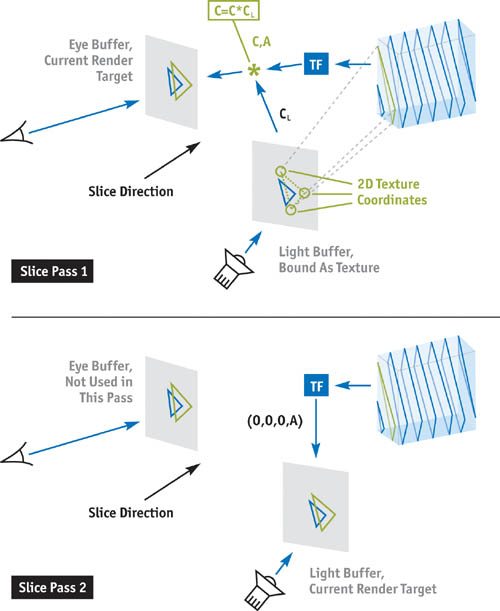 C=C*CL
C,A
Eye Buffer,
Current Render
Target
*
TF
CL
Slice Direction
2D Texture
Coordinates
Light Buffer,
Bound As Texture
Slice Pass 1
Eye Buffer,
Not Used in
This Pass
TF
(0,0,0,A)
Slice Direction
Light Buffer,
Current Render Target
Slice Pass 2